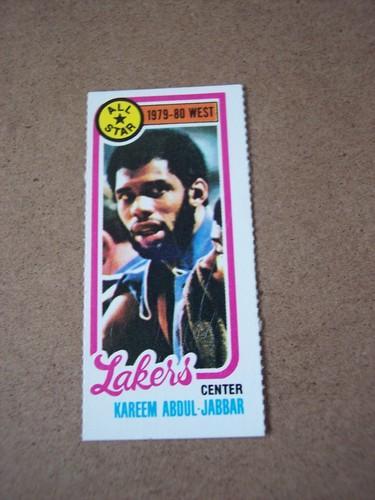 ALL
STAR
1979-80 WEST
Lakers
CENTER
KAREEM ABDUL-JABBAR